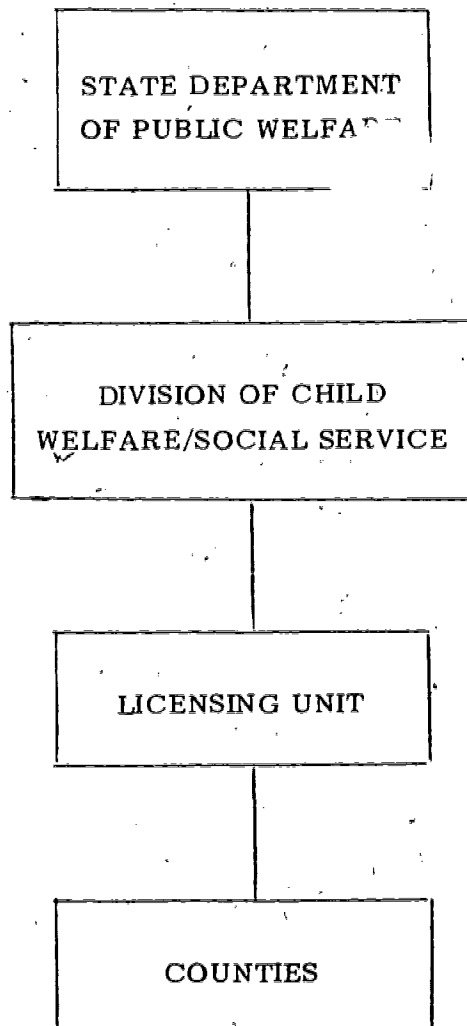 STATE DEPARTMENT
OF PUBLIC
DIVISION OF CHILD
WELFARE/SOCIAL SERVICE
LICENSING UNIT
COUNTIES